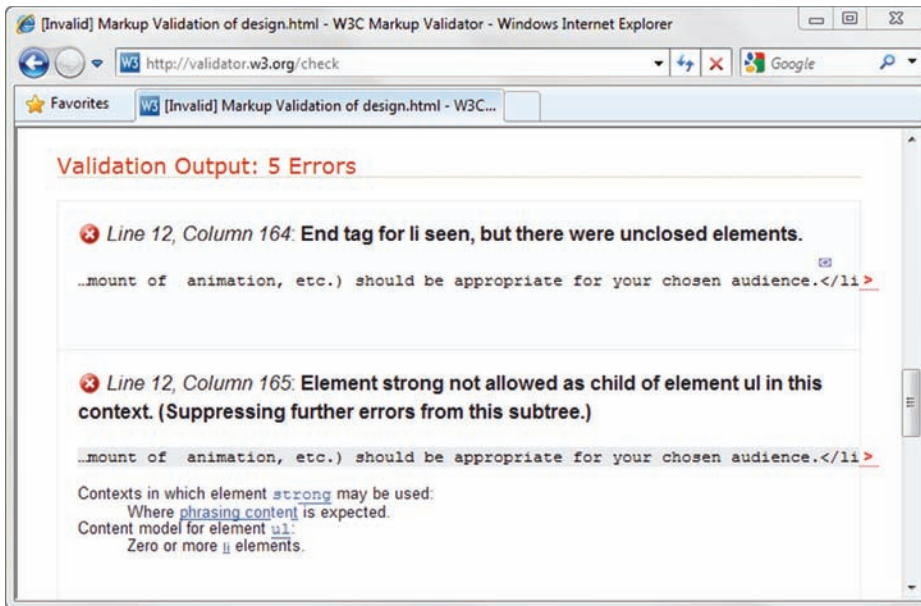 [Invalid] Markup Validation of design.html - W3C Markup Validator - Windows Internet Explorer
W3 http://validator.w3.org/check Google
Favorites W3 [Invalid] Markup Validation of design.html - W3C...
Validation Output: 5 Errors
Line 12, Column 164: End tag for li seen, but there were unclosed elements.
…mount of animation, etc.) should be appropriate for your chosen audience.</li>
Line 12, Column 165: Element strong not allowed as child of element ul in this
context. (Suppressing further errors from this subtree.)
…mount of animation, etc.) should be appropriate for your chosen audience.</li>
Contexts in which element strong may be used:
Where phrasing content is expected.
Content model for element ul:
Zero or more li elements.